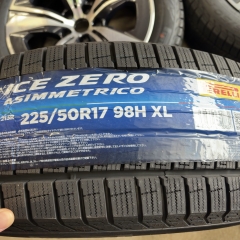 ICE ZERO
ASIMMETRICO
PIRELLI
225/50R17 98H XL